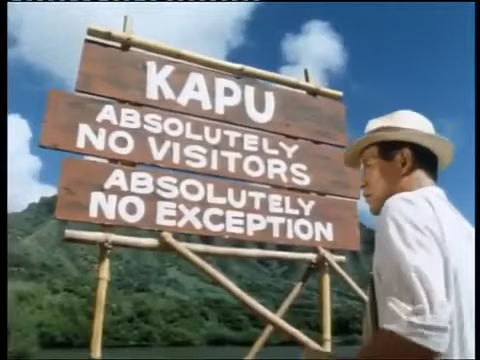 KAPU
ABSOLUTELY
NO VISITORS
ABSOLUTELY
NO EXCEPTION